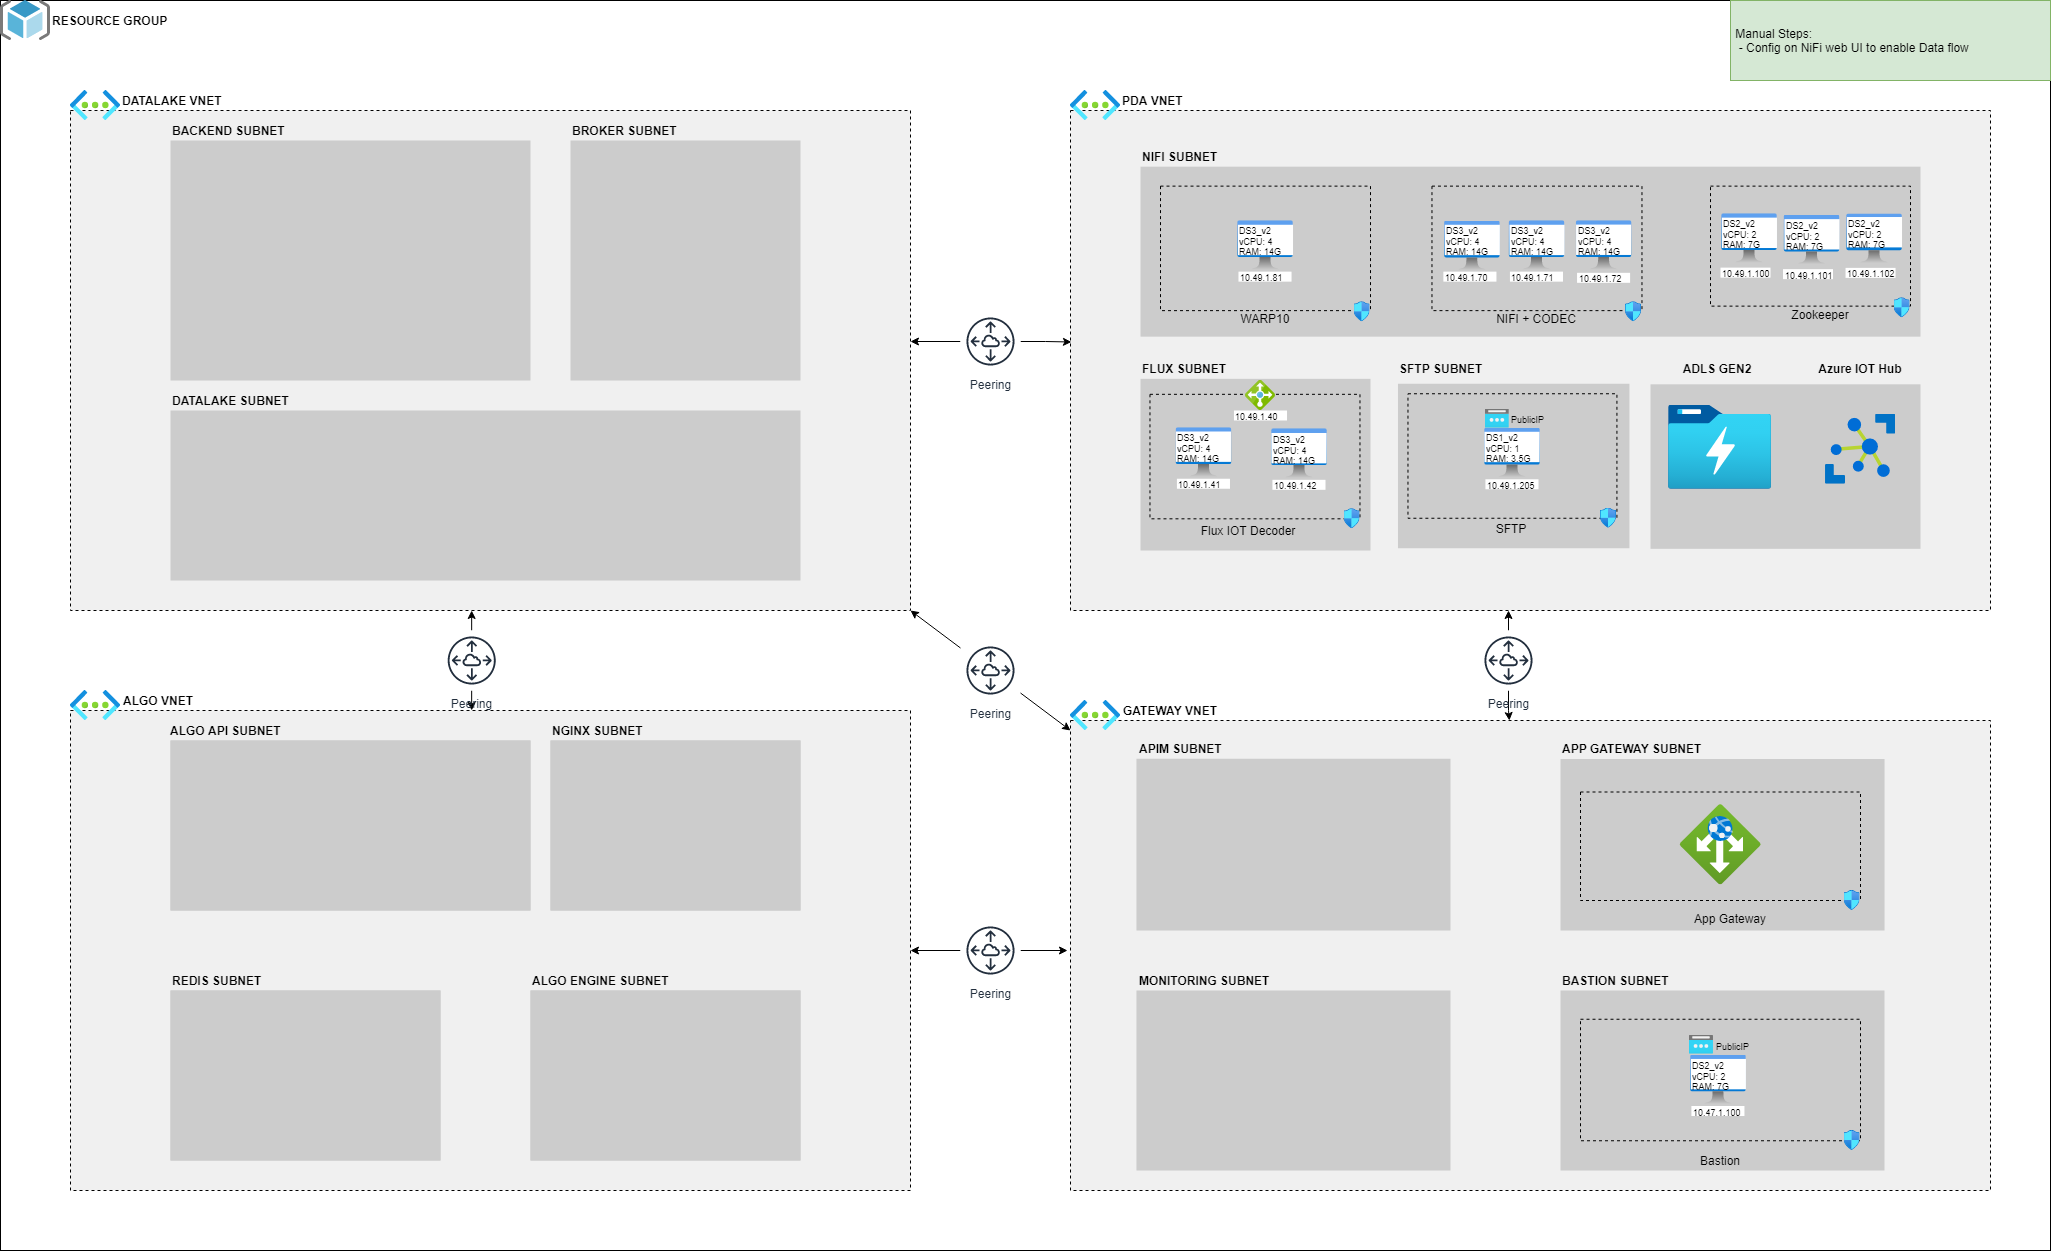 RESOURCE GROUP
Manual Steps:
- Config on NiFi web UI to enable Data flow
DATALAKE VNET
BACKEND SUBNET
BROKER SUBNET
DATALAKE SUBNET
Peering
PDA VNET
NIFI SUBNET
DS3_v2
vCPU: 4
RAM: 14G
10.49.1.81
WARP10
DS3_v2
vCPU: 4
RAM: 14G
10.49.1.70
DS3_v2
vCPU: 4
RAM: 14G
10.49.1.71
DS3_v2
vCPU: 4
RAM: 14G
10.49.1.72
NIFI + CODEC
DS2_v2
vCPU: 2
RAM: 7G
10.49.1.100
DS2_v2
vCPU: 2
RAM: 7G
10.49.1.101
DS2_v2
vCPU: 2
RAM: 7G
10.49.1.102
Zookeeper
FLUX SUBNET
10.49.1.40
DS3_v2
vCPU: 4
RAM: 14G
10.49.1.41
DS3_v2
vCPU: 4
RAM: 14G
10.49.1.42
Flux IOT Decoder
SFTP SUBNET
PublicIP
DS1_v2
vCPU: 1
RAM: 3.5G
10.49.1.205
SFTP
ADLS GEN2
Azure IOT Hub
Peering
Peering
Peering
ALGO VNET
ALGO API SUBNET
NGINX SUBNET
REDIS SUBNET
ALGO ENGINE SUBNET
Peering
GATEWAY VNET
APIM SUBNET
APP GATEWAY SUBNET
App Gateway
MONITORING SUBNET
BASTION SUBNET
PublicIP
DS2_v2
vCPU: 2
RAM: 7G
10.47.1.100
Bastion